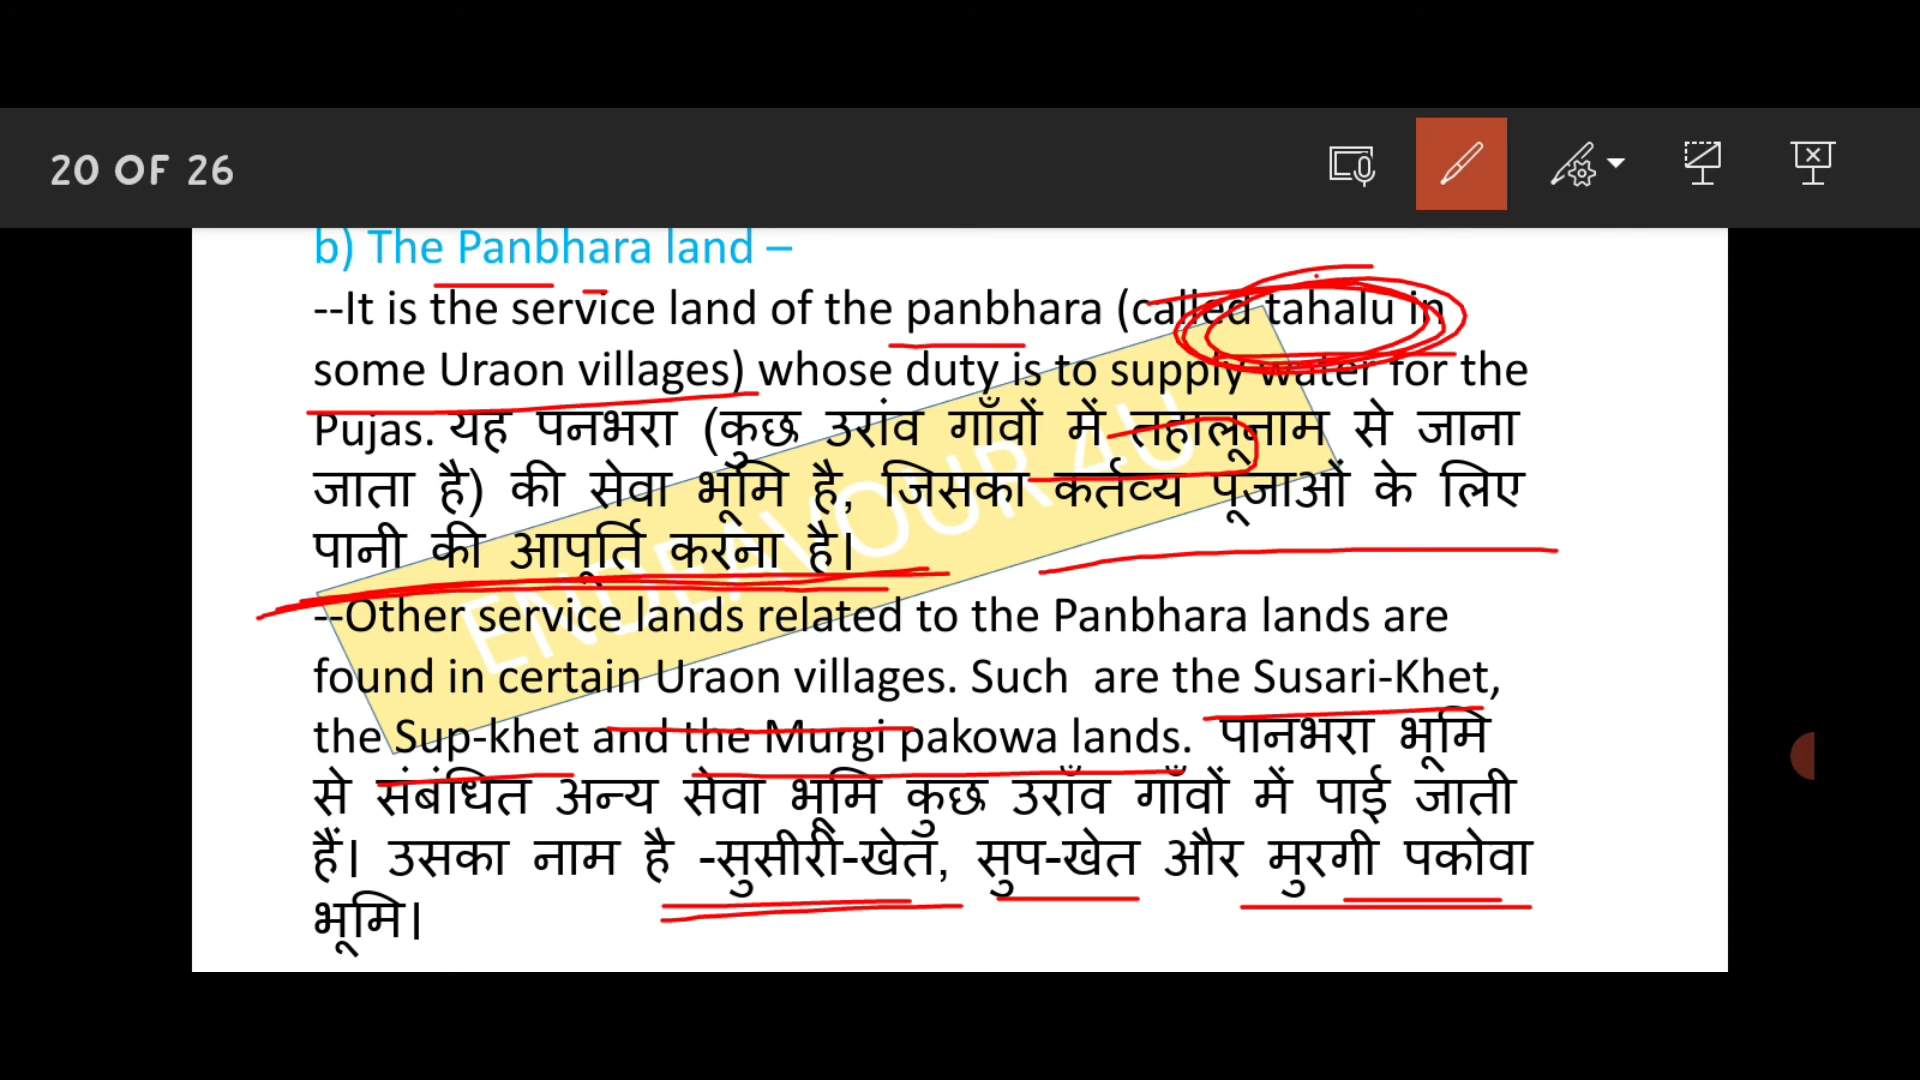 20 OF 26
b) The Panbhara land –
--It is the service land of the panbhara (called tahalu in
some Uraon villages) whose duty is to supply water for the
Pujas. यह पनभरा (कुछ उरांव गाँवों में तहालूनाम से जाना
जाता है) की सेवा भूमि है, जिसका कर्तव्य पूजाओं के लिए
पानी की आपूर्ति करना है।
ENDEAVOUR 4U
--Other service lands related to the Panbhara lands are
found in certain Uraon villages. Such are the Susari-Khet,
the Sup-khet and the Murgi pakowa lands. पानभरा भूमि
से संबंधित अन्य सेवा भूमि कुछ उराँव गाँवों में पाई जाती
हैं। उसका नाम है -सुसीरी-खेत, सुप-खेत और मुरगी पकोवा
भूमि।